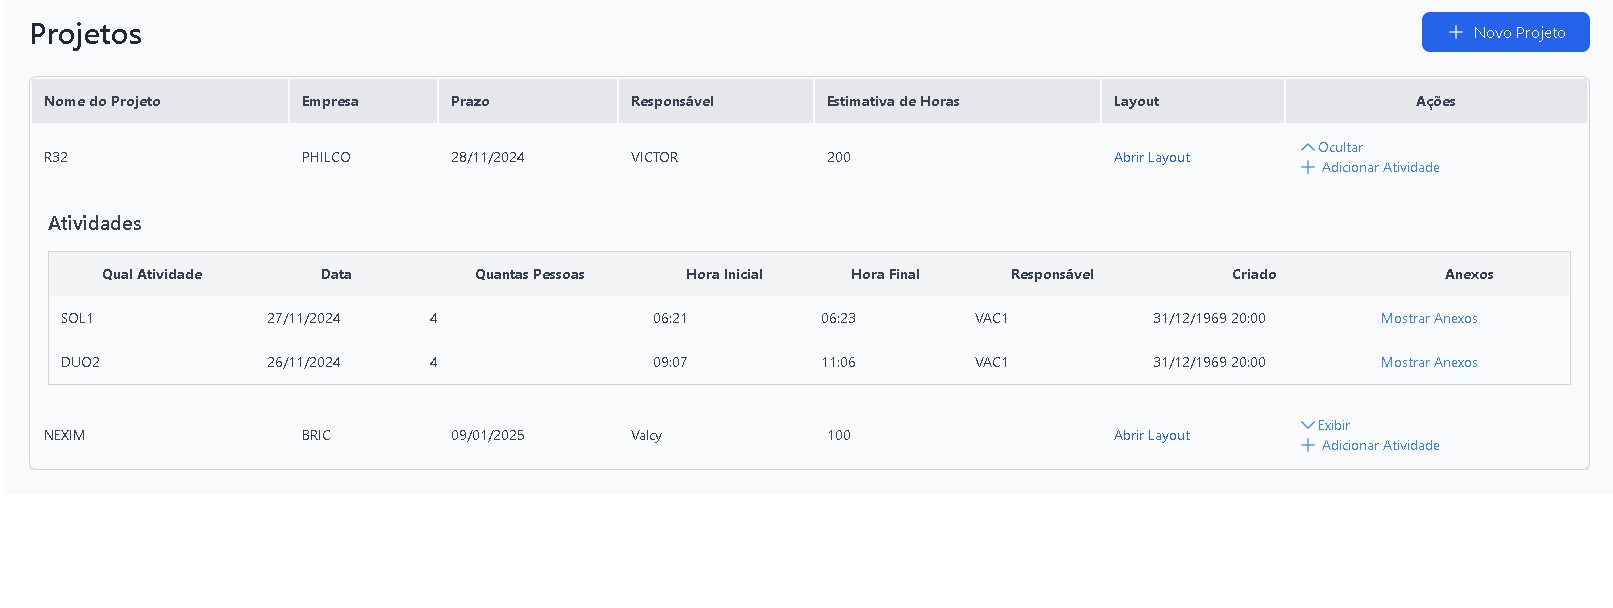 Projetos
+ Novo Projeto
Nome do Projeto Empresa Prazo Responsável Estimativa de Horas Layout Ações
R32 PHILCO 28/11/2024 VICTOR 200 Abrir Layout Ocultar
+ Adicionar Atividade
Atividades
Qual Atividade Data Quantas Pessoas Hora Inicial Hora Final Responsável Criado Anexos
SOL1 27/11/2024 4 06:21 06:23 VAC1 31/12/1969 20:00 Mostrar Anexos
DUO2 26/11/2024 4 09:07 11:06 VAC1 31/12/1969 20:00 Mostrar Anexos
NEXIM BRIC 09/01/2025 Valcy 100 Abrir Layout Exibir
+ Adicionar Atividade